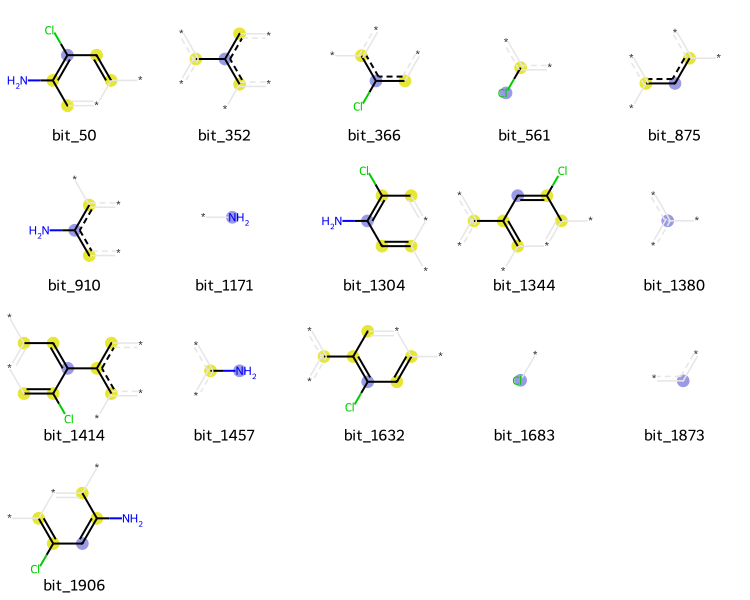 Cl
H₂N
*
bit_50
*
*
*
*
*
bit_352
*
*
*
Cl
bit_366
*
*
Cl
bit_561
*
*
*
*
bit_875
*
H₂N
*
*
bit_910
*
NH₂
bit_1171
Cl
H₂N
*
*
bit_1304
Cl
*
*
*
*
*
bit_1344
*
*
*
bit_1380
*
*
*
*
*
Cl
bit_1414
*
*
NH₂
bit_1457
*
*
*
*
*
Cl
bit_1632
*
Cl
bit_1683
*
*
bit_1873
*
*
*
NH₂
Cl
bit_1906